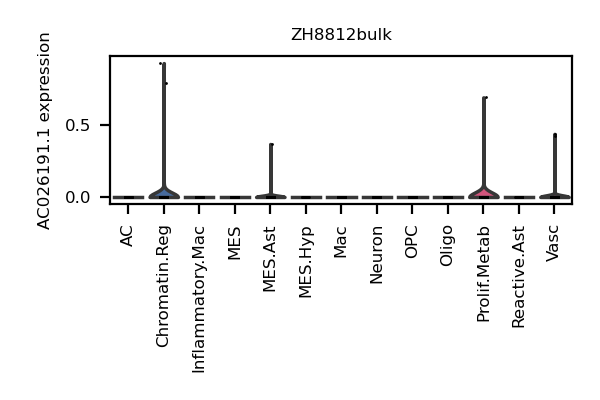 ZH8812bulk
AC026191.1 expression
0.5
0.0
AC
Chromatin.Reg
Inflammatory.Mac
MES
MES.Ast
MES.Hyp
Mac
Neuron
OPC
Oligo
Prolif.Metab
Reactive.Ast
Vasc